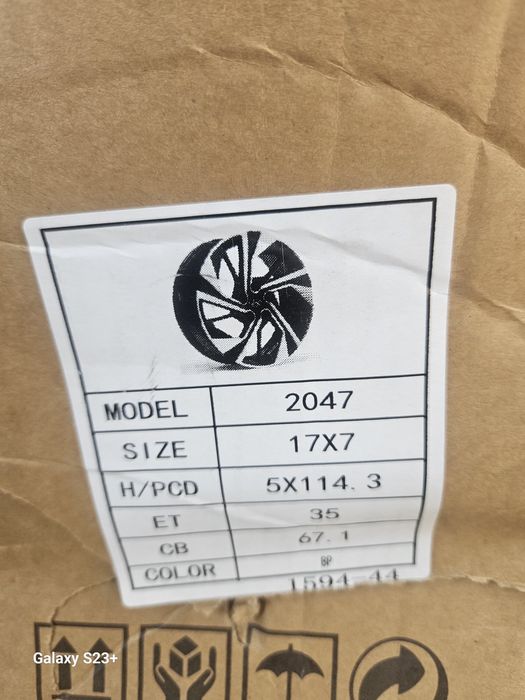 MODEL 2047
SIZE 17X7
H/PCD 5X114.3
ET 35
CB 67.1
COLOR BP
1594-44
Galaxy S23+